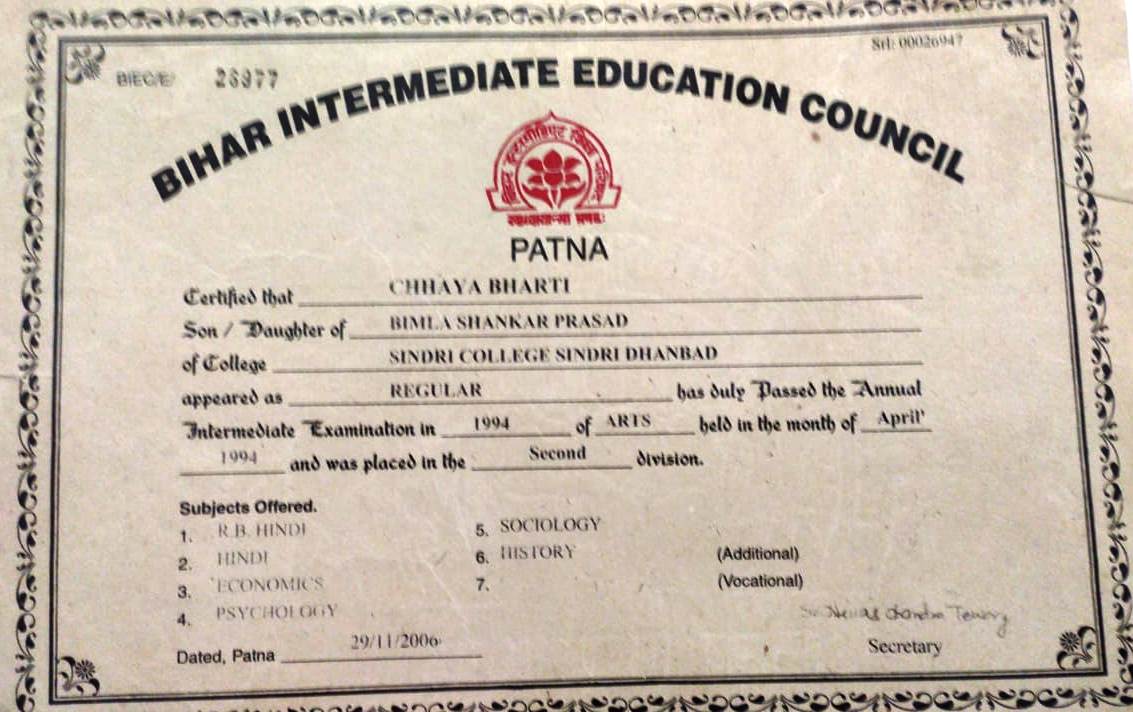 Srl: 00026947
BIEC/E/ 26977
BIHAR INTERMEDIATE EDUCATION COUNCIL
PATNA
Certified that CHHAYA BHARTI
Son / Daughter of BIMLA SHANKAR PRASAD
of College SINDRI COLLEGE SINDRI DHANBAD
appeared as REGULAR has duly Passed the Annual
Intermediate Examination in 1994 of ARTS held in the month of April'
1994 and was placed in the Second division.
Subjects Offered.
1. R.B. HINDI 5. SOCIOLOGY
2. HINDI 6. HISTORY (Additional)
3. ECONOMICS 7. (Vocational)
4. PSYCHOLOGY
Dated, Patna 29/11/2006
Secretary